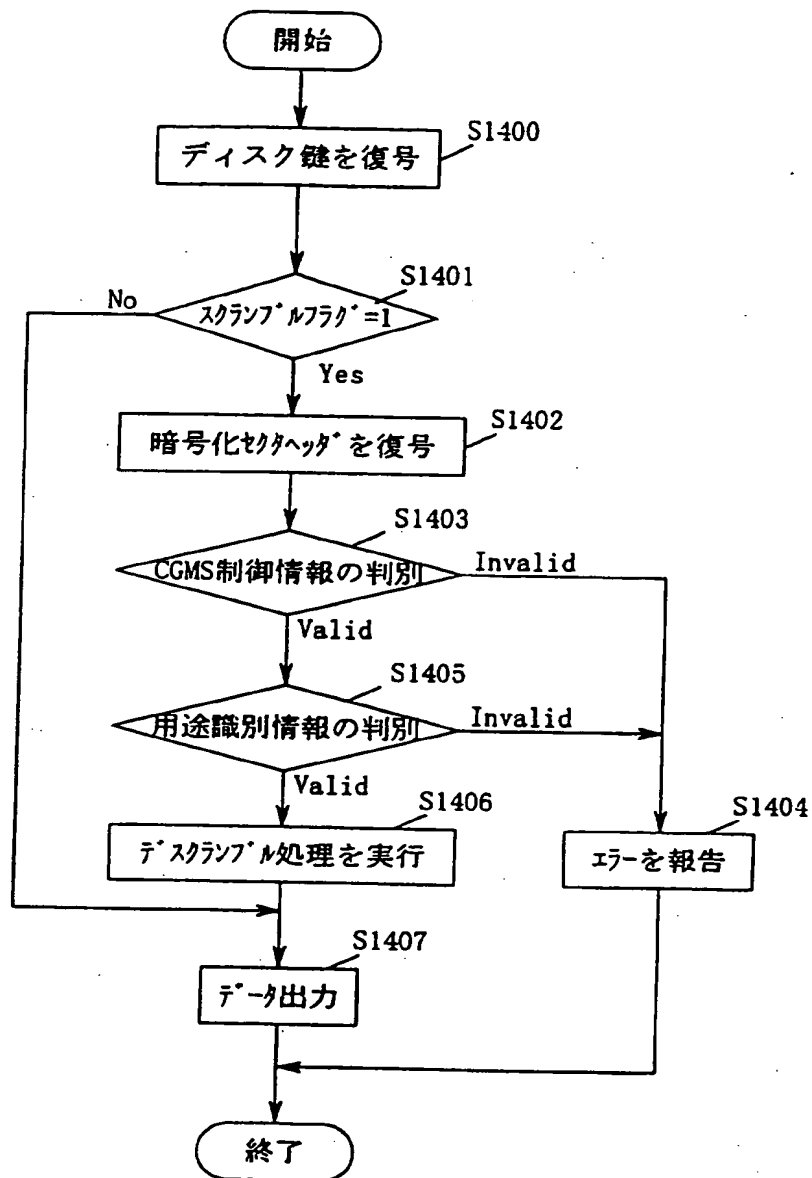 開始
S1400
ディスク鍵を復号
S1401
No
スクランブルフラグ=1
Yes
S1402
暗号化セクタヘッダを復号
S1403
CGMS制御情報の判別
Invalid
Valid
S1405
用途識別情報の判別
Invalid
Valid
S1406
S1404
デスクランブル処理を実行
エラーを報告
S1407
データ出力
終了